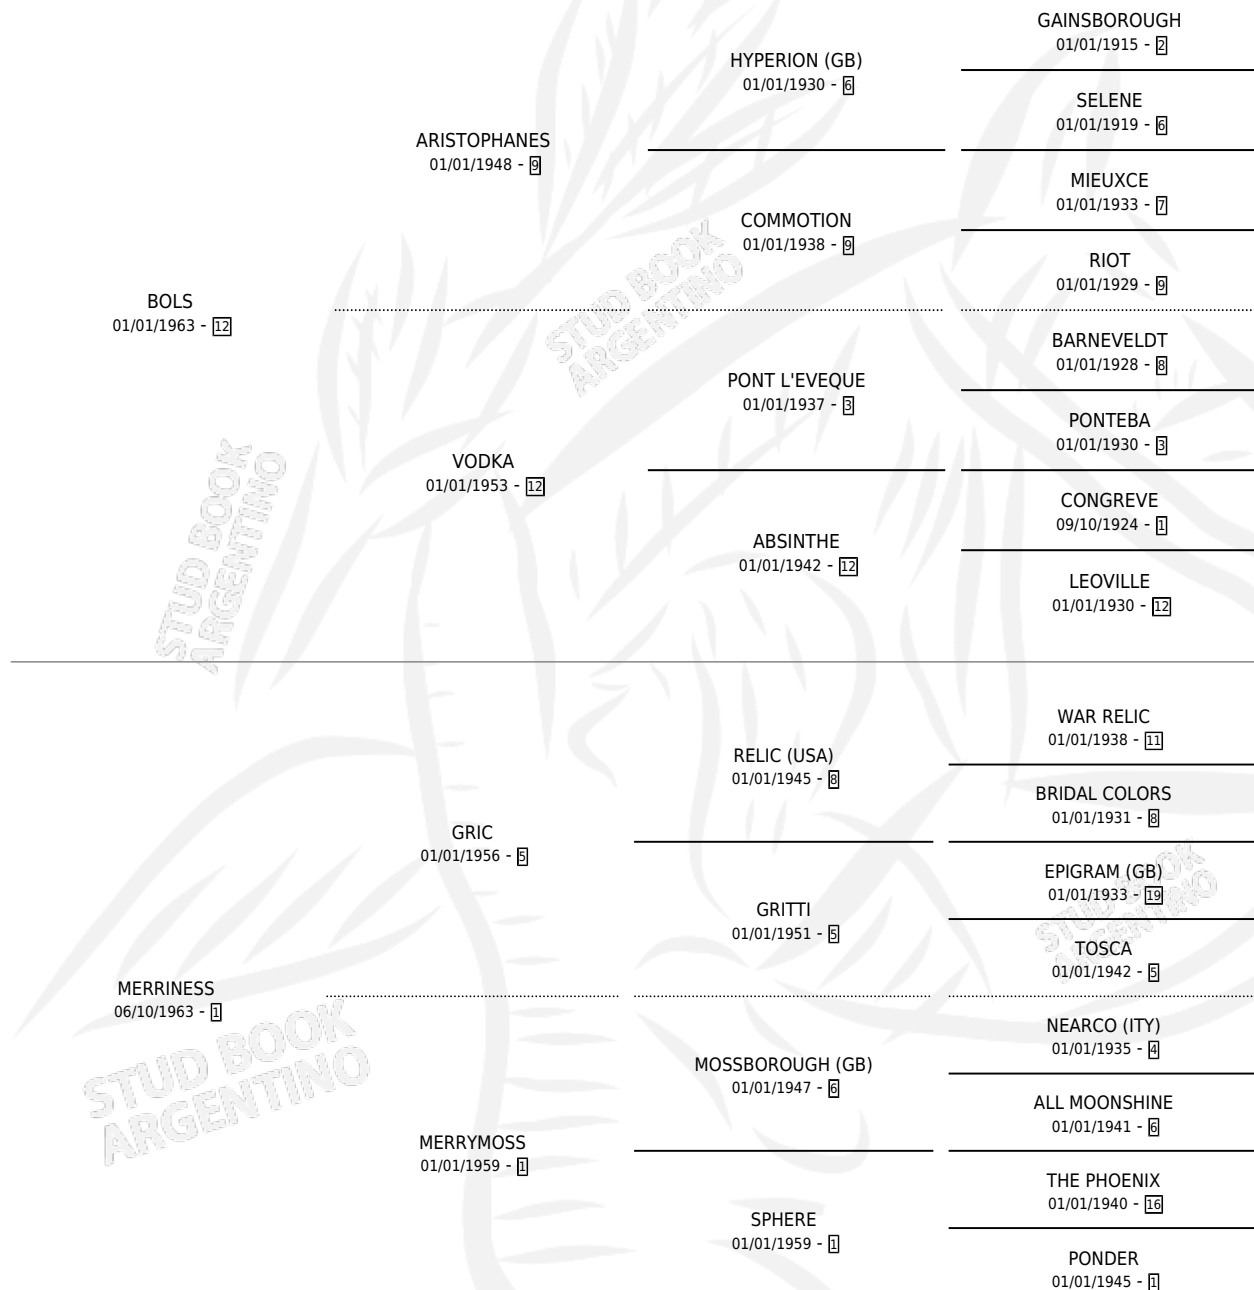 BOLS
01/01/1963 - 12
ARISTOPHANES
01/01/1948 - 9
VODKA
01/01/1953 - 12
HYPERION (GB)
01/01/1930 - 6
COMMOTION
01/01/1938 - 9
PONT L'EVEQUE
01/01/1937 - 3
ABSINTHE
01/01/1942 - 12
GAINSBOROUGH
01/01/1915 - 2
SELENE
01/01/1919 - 6
MIEUXCE
01/01/1933 - 7
RIOT
01/01/1929 - 9
BARNEVELDT
01/01/1928 - 8
PONTEBA
01/01/1930 - 3
CONGREVE
09/10/1924 - 1
LEOVILLE
01/01/1930 - 12
MERRINESS
06/10/1963 - 1
GRIC
01/01/1956 - 5
MERRYMOSS
01/01/1959 - 1
RELIC (USA)
01/01/1945 - 8
GRITTI
01/01/1951 - 5
MOSSBOROUGH (GB)
01/01/1947 - 6
SPHERE
01/01/1959 - 1
WAR RELIC
01/01/1938 - 11
BRIDAL COLORS
01/01/1931 - 8
EPIGRAM (GB)
01/01/1933 - 19
TOSCA
01/01/1942 - 5
NEARCO (ITY)
01/01/1935 - 4
ALL MOONSHINE
01/01/1941 - 6
THE PHOENIX
01/01/1940 - 16
PONDER
01/01/1945 - 1
STUD BOOK
ARGENTINO
STUD BOOK
ARGENTINO
STUD BOOK
ARGENTINO
STUD BOOK
ARGENTINO